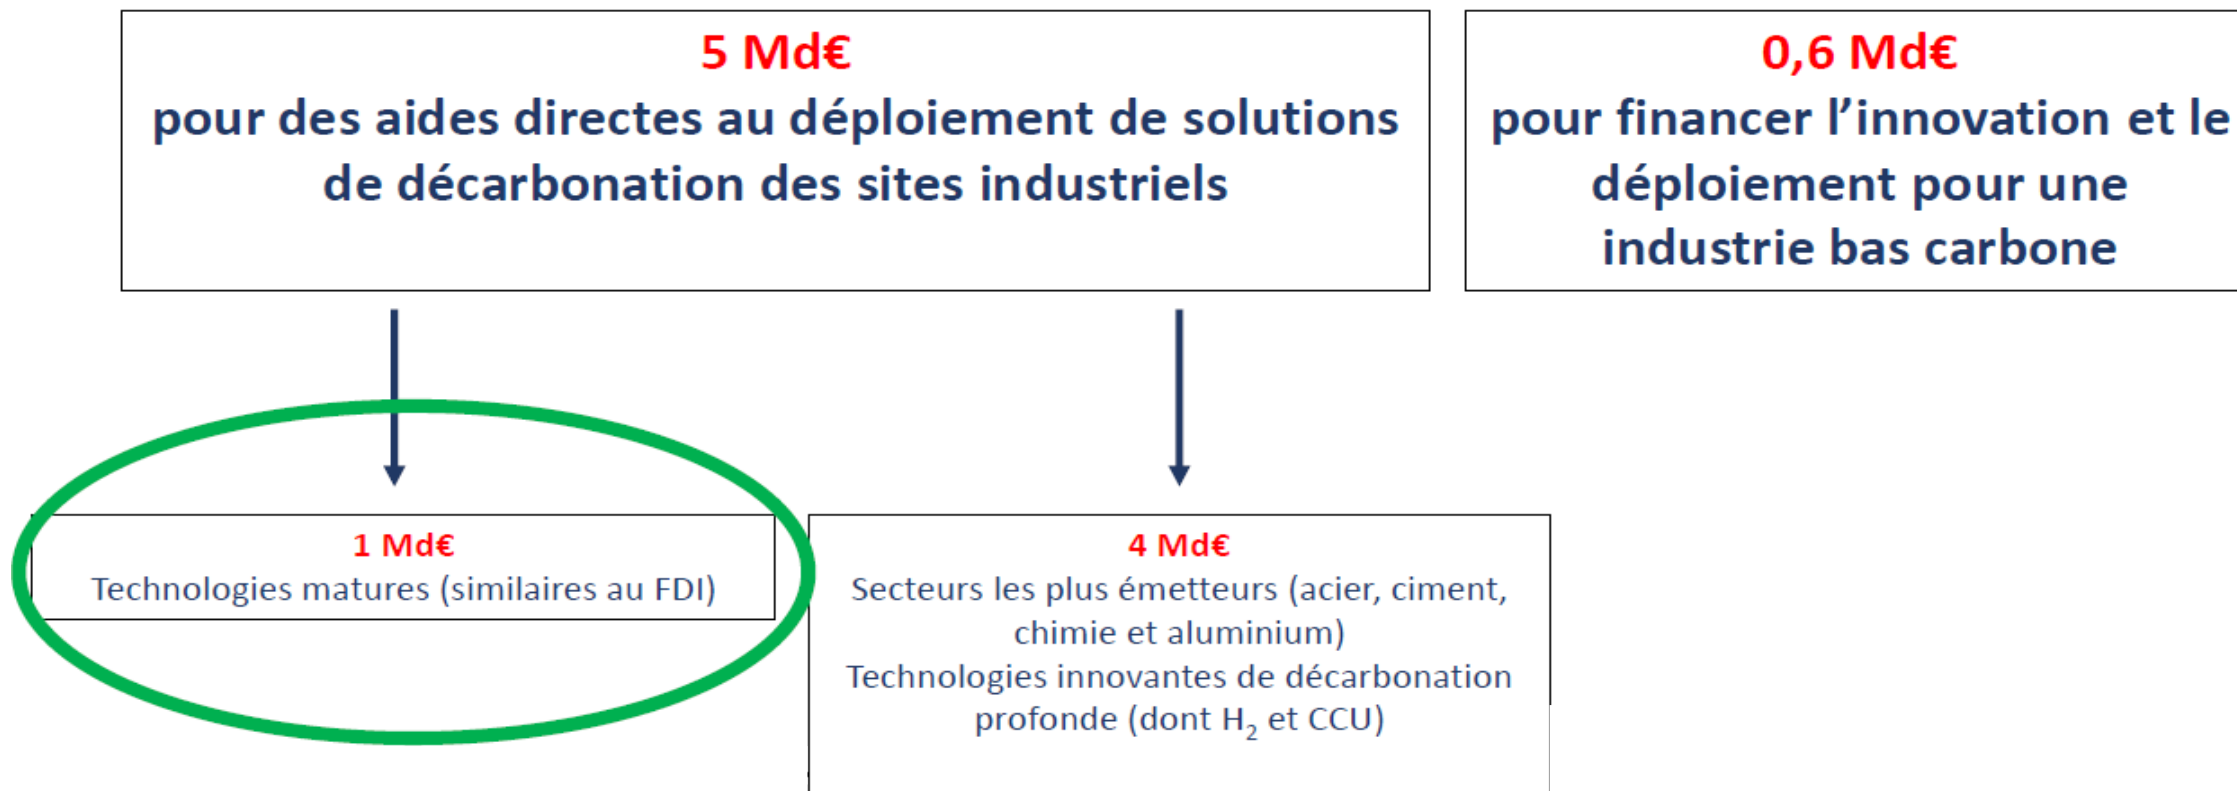 5 Md€
pour des aides directes au déploiement de solutions
de décarbonation des sites industriels
0,6 Md€
pour financer l’innovation et le
déploiement pour une
industrie bas carbone
1 Md€
Technologies matures (similaires au FDI)
4 Md€
Secteurs les plus émetteurs (acier, ciment,
chimie et aluminium)
Technologies innovantes de décarbonation
profonde (dont H₂ et CCU)